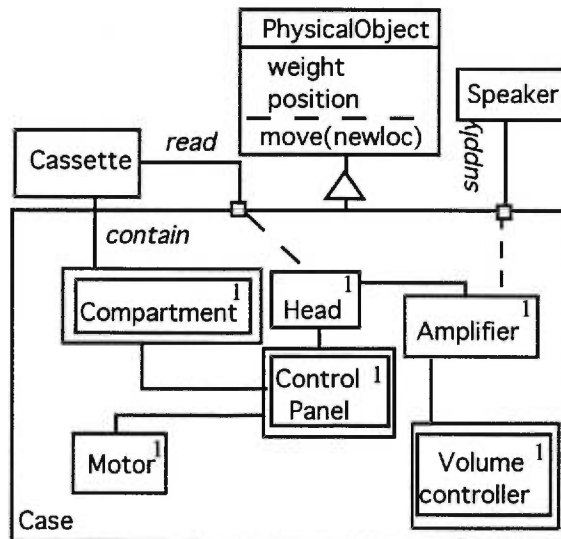 PhysicalObject
weight
position
move(newloc)
Speaker
supply
Cassette
read
contain
Compartment 1
Head 1
Amplifier 1
Control 1
Panel
Motor 1
Volume 1
controller
Case